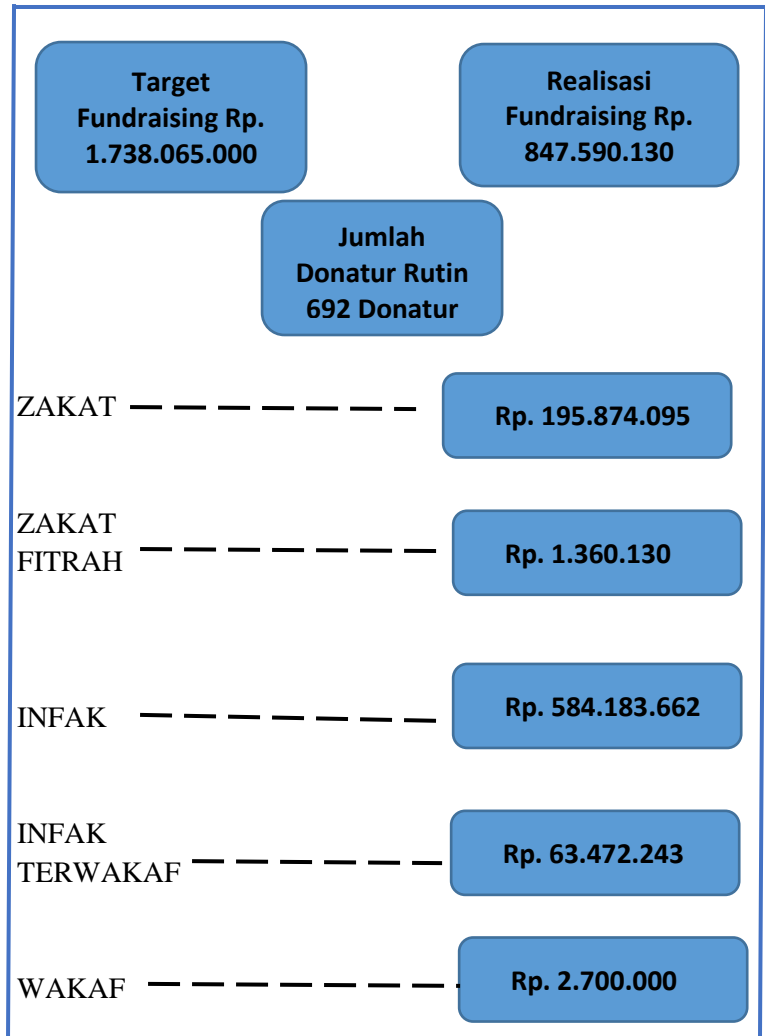 Target
Fundraising Rp.
1.738.065.000
Realisasi
Fundraising Rp.
847.590.130
Jumlah
Donatur Rutin
692 Donatur
ZAKAT
Rp. 195.874.095
ZAKAT
FITRAH
Rp. 1.360.130
INFAK
Rp. 584.183.662
INFAK
TERWAKAF
Rp. 63.472.243
WAKAF
Rp. 2.700.000